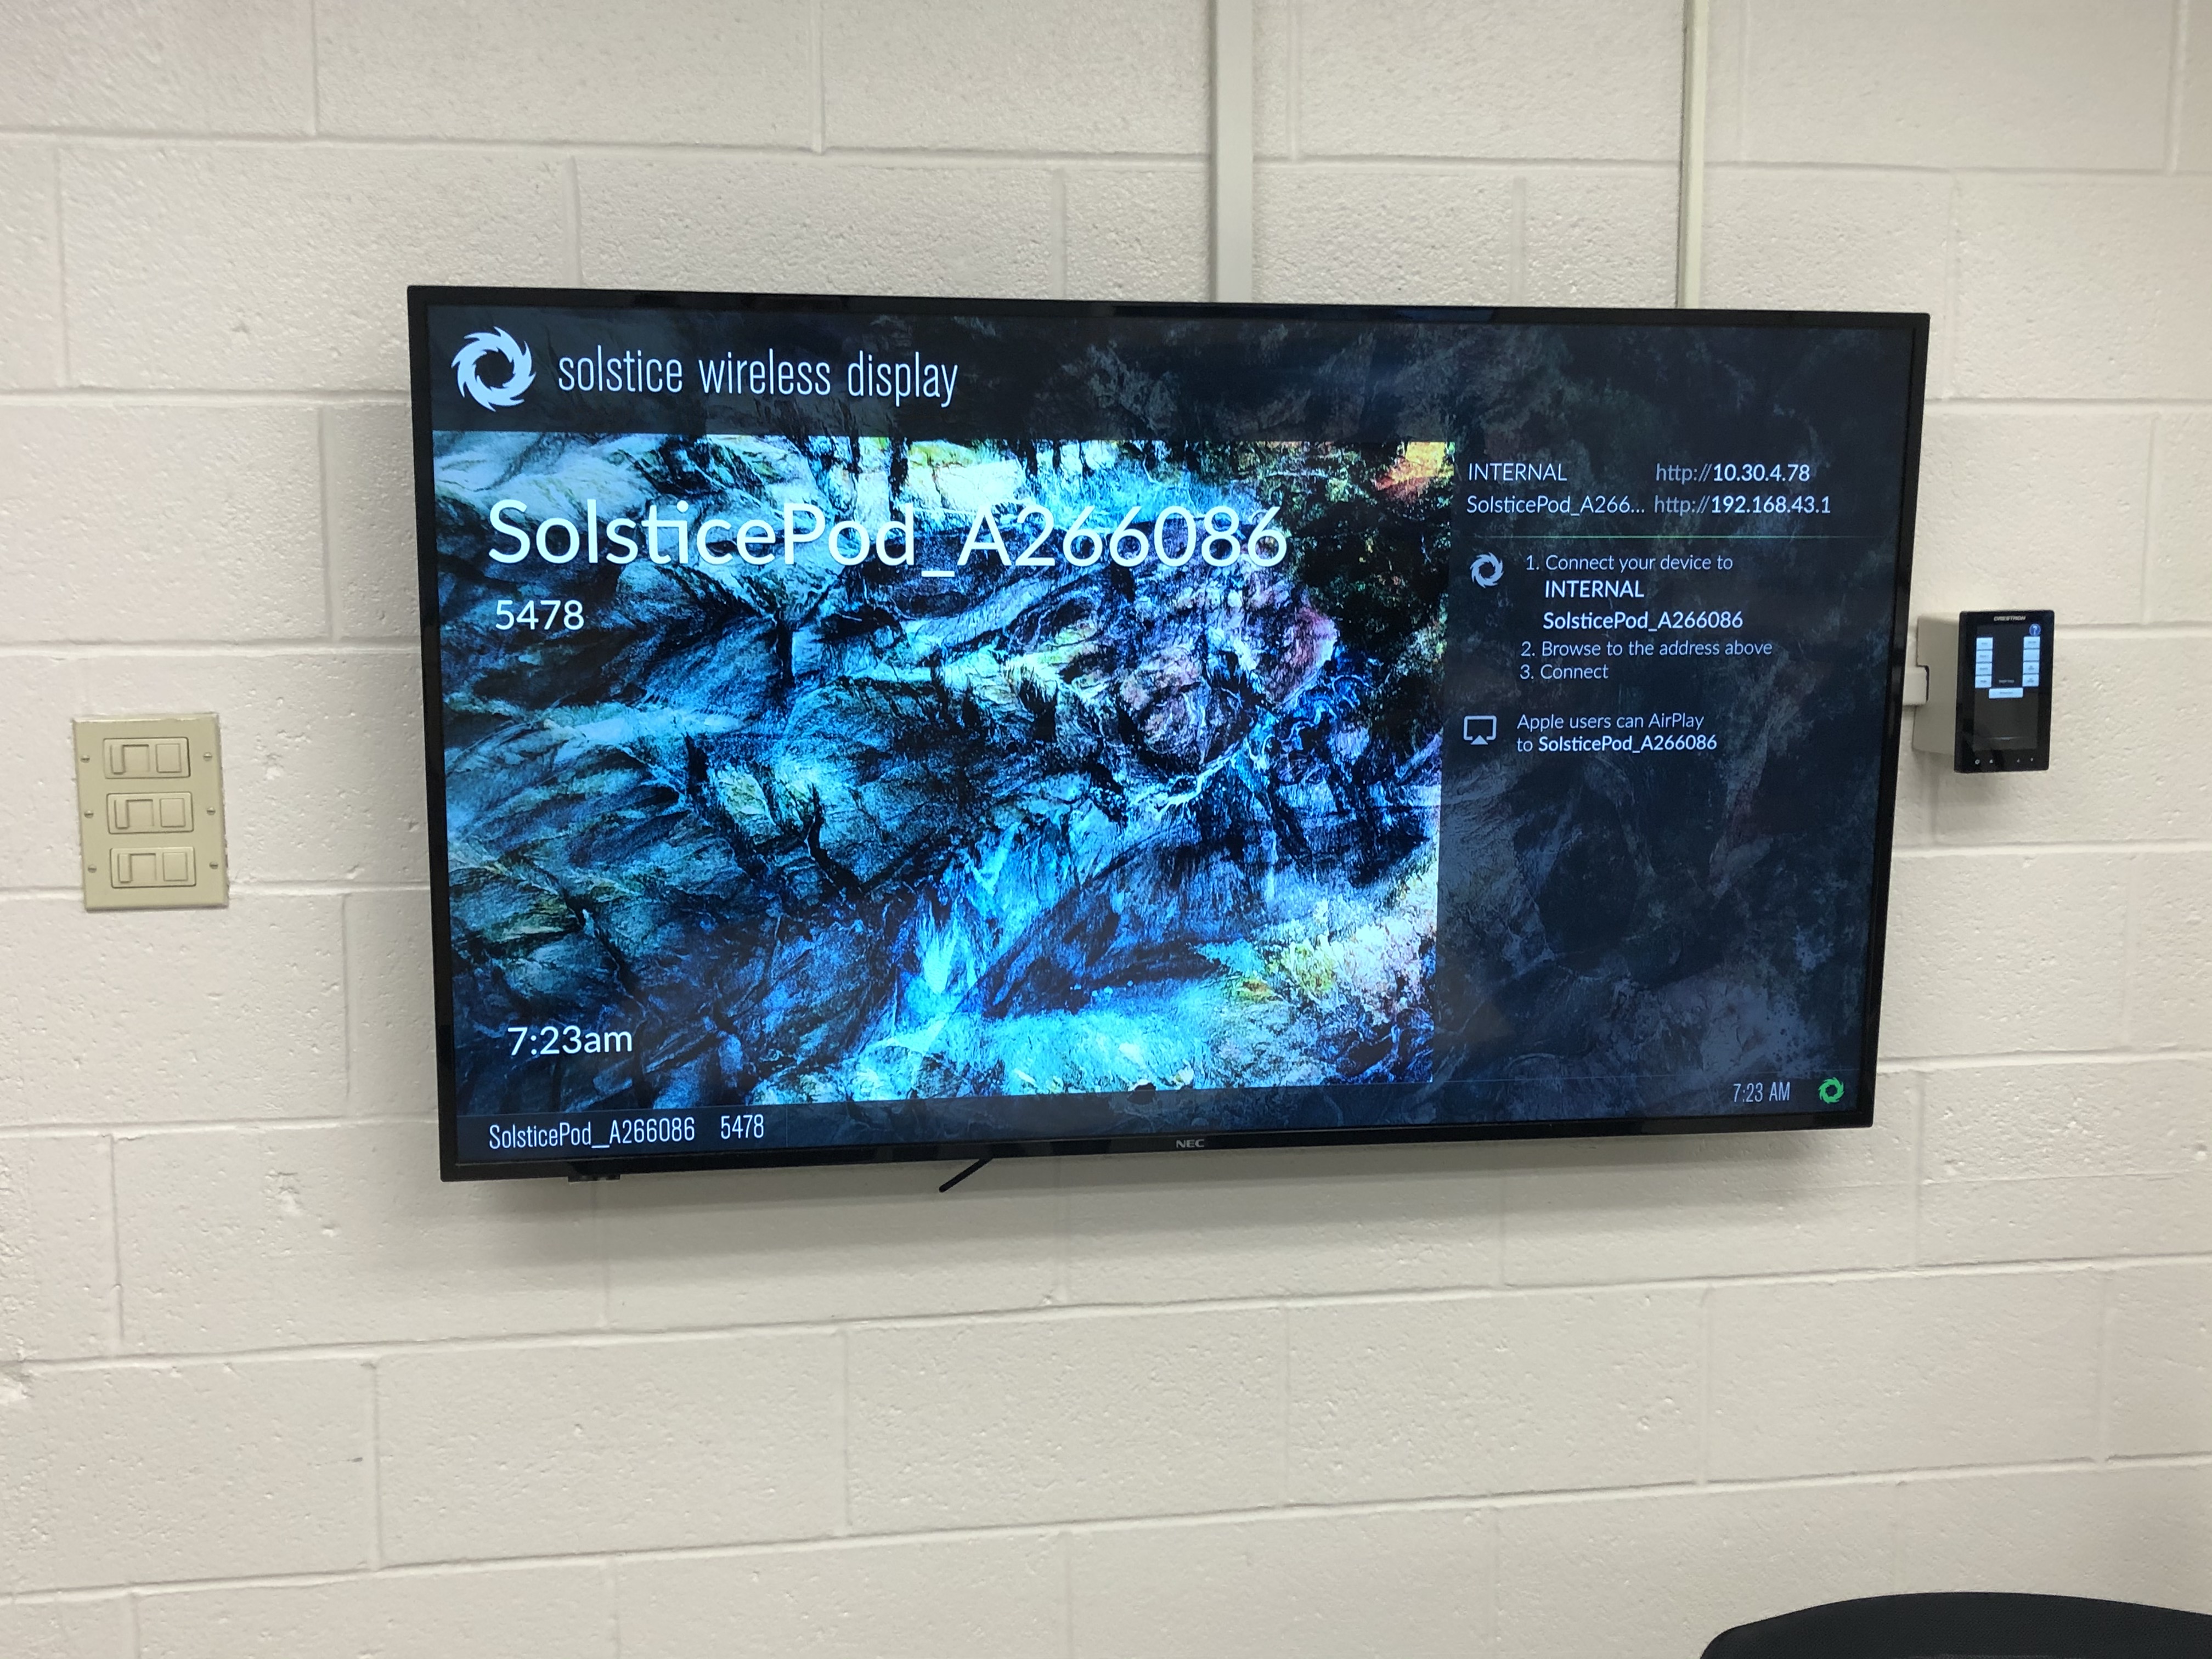 solstice wireless display
SolsticePod_A266086
5478
7:23am
INTERNAL http://10.30.4.78
SolsticePod_A266... http://192.168.43.1
1. Connect your device to
INTERNAL
SolsticePod_A266086
2. Browse to the address above
3. Connect
Apple users can AirPlay
to SolsticePod_A266086
SolsticePod_A266086 5478
7:23 AM
NEC
CRESTRON